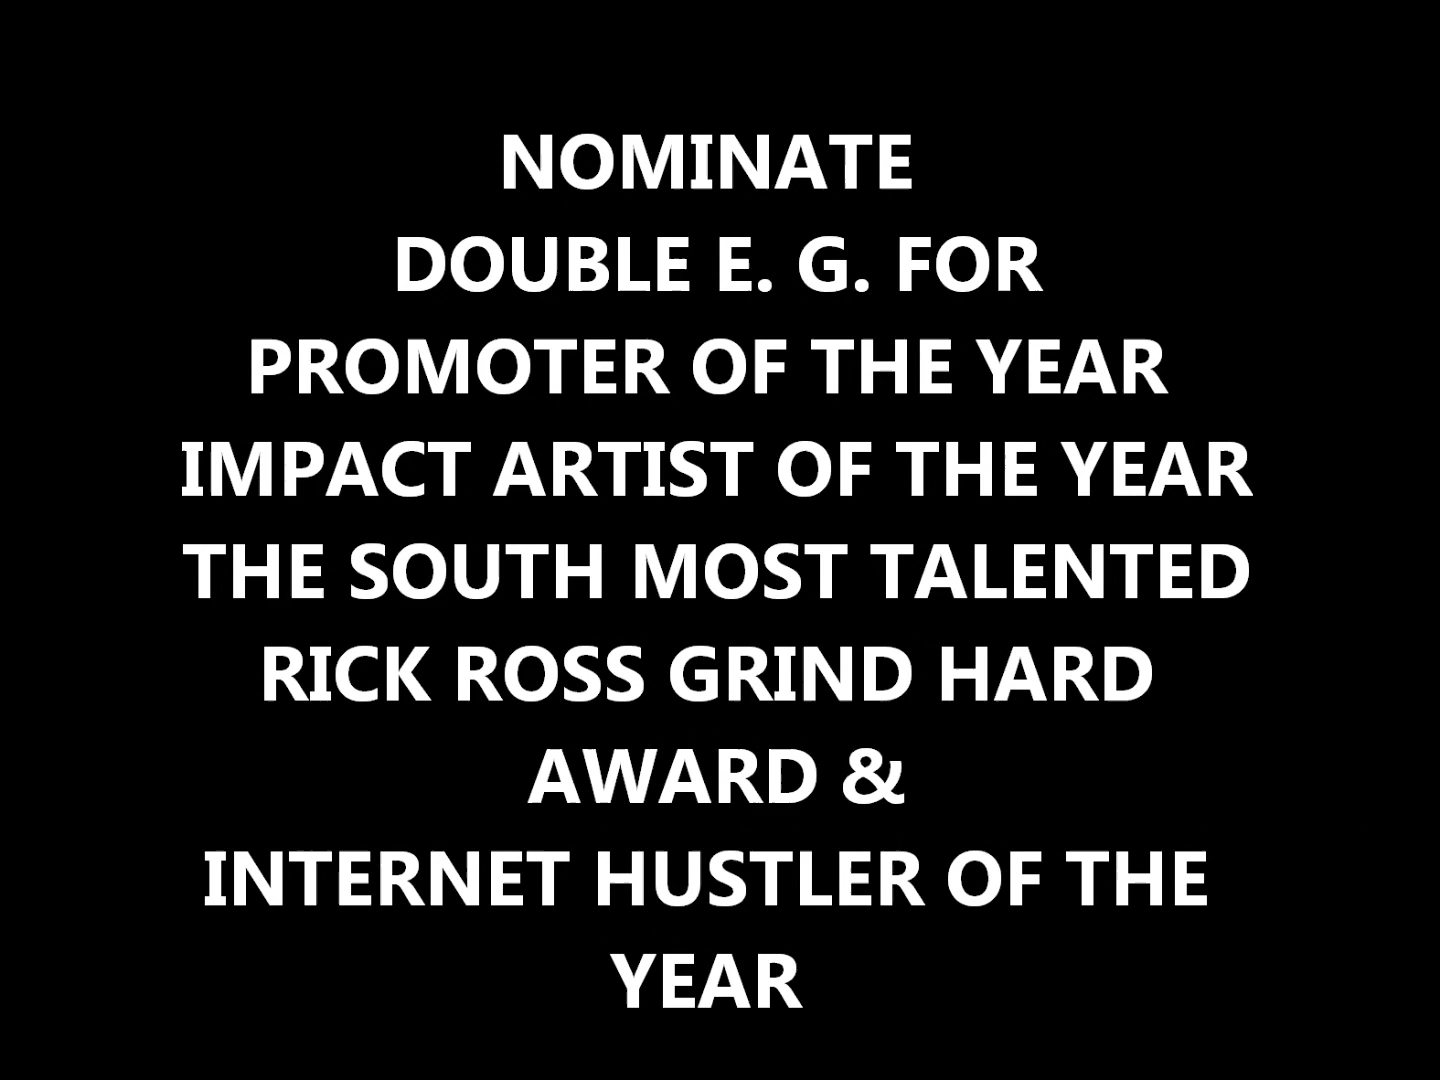 NOMINATE
DOUBLE E. G. FOR
PROMOTER OF THE YEAR
IMPACT ARTIST OF THE YEAR
THE SOUTH MOST TALENTED
RICK ROSS GRIND HARD
AWARD &
INTERNET HUSTLER OF THE
YEAR